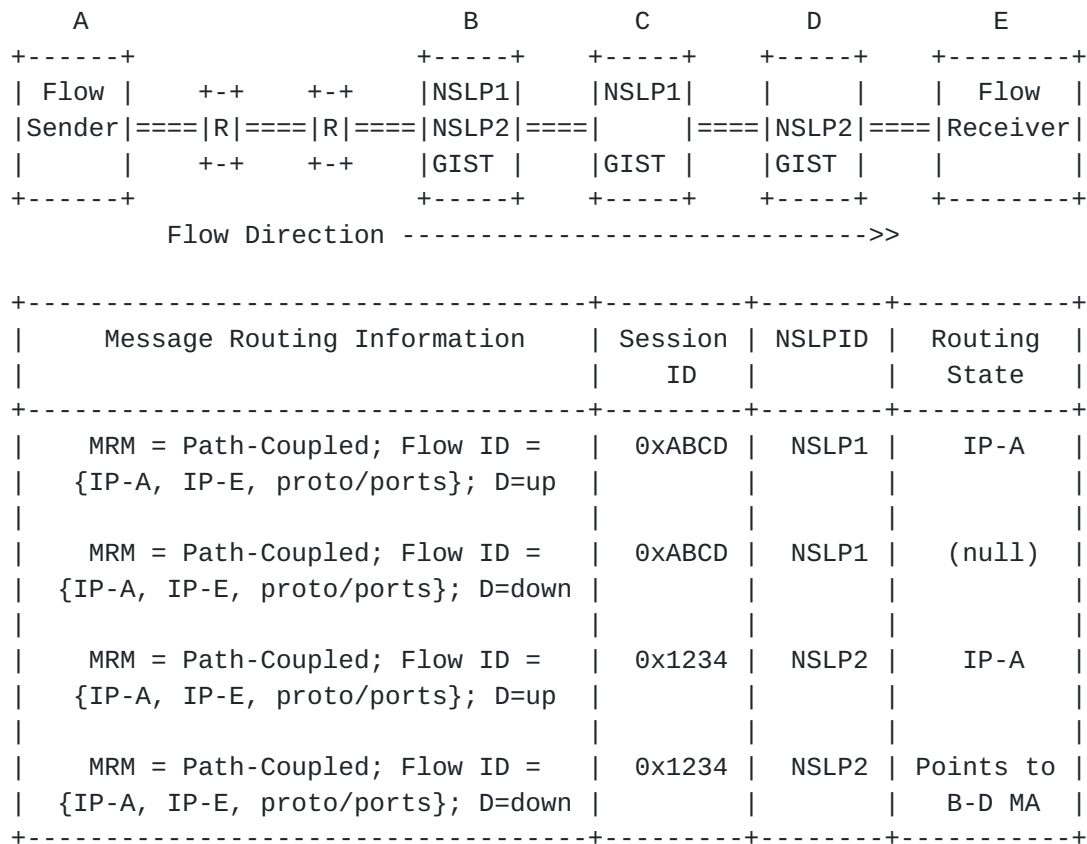 A                        B          C          D           E
+------+                  +-----+    +-----+    +-----+    +--------+
| Flow |    +-+    +-+    |NSLP1|    |NSLP1|    |     |    |  Flow  |
|Sender|====|R|====|R|====|NSLP2|====|     |====|NSLP2|====|Receiver|
|      |    +-+    +-+    |GIST |    |GIST |    |GIST |    |        |
+------+                  +-----+    +-----+    +-----+    +--------+
          Flow Direction ------------------------------>>

+------------------------------------+---------+--------+-----------+
|     Message Routing Information    | Session | NSLPID |  Routing  |
|                                    |    ID   |        |   State   |
+------------------------------------+---------+--------+-----------+
|    MRM = Path-Coupled; Flow ID =   |  0xABCD |  NSLP1 |    IP-A   |
|   {IP-A, IP-E, proto/ports}; D=up  |         |        |           |
|                                    |         |        |           |
|    MRM = Path-Coupled; Flow ID =   |  0xABCD |  NSLP1 |   (null)  |
|  {IP-A, IP-E, proto/ports}; D=down |         |        |           |
|                                    |         |        |           |
|    MRM = Path-Coupled; Flow ID =   |  0x1234 |  NSLP2 |    IP-A   |
|   {IP-A, IP-E, proto/ports}; D=up  |         |        |           |
|                                    |         |        |           |
|    MRM = Path-Coupled; Flow ID =   |  0x1234 |  NSLP2 | Points to |
|  {IP-A, IP-E, proto/ports}; D=down |         |        |   B-D MA  |
+------------------------------------+---------+--------+-----------+